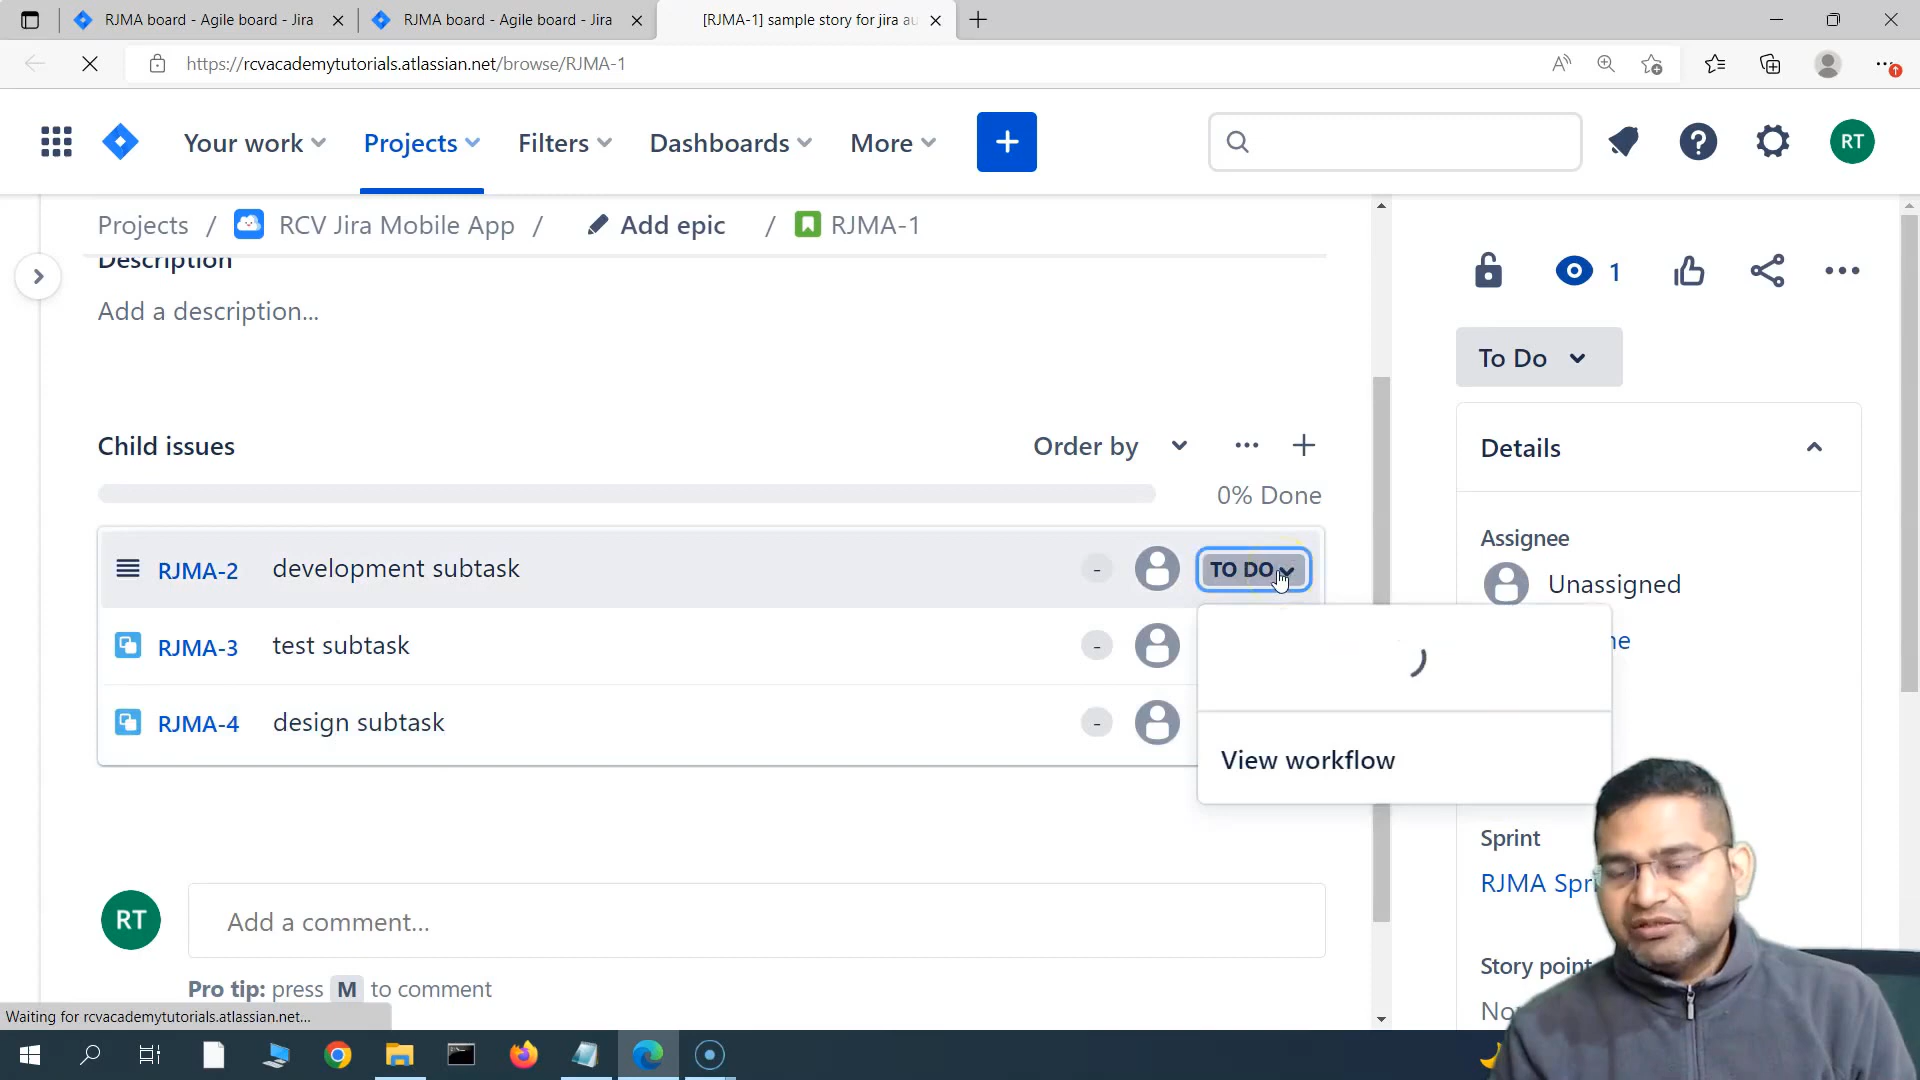 RJMA board - Agile board - Jira
RJMA board - Agile board - Jira
[RJMA-1] sample story for jira au
https://rcvacademytutorials.atlassian.net/browse/RJMA-1
Your work
Projects
Filters
Dashboards
More
RT
Projects / RCV Jira Mobile App / Add epic / RJMA-1
1
Description
Add a description...
To Do
Child issues
Order by
Details
0% Done
Assignee
RJMA-2 development subtask - TO DO
Unassigned
RJMA-3 test subtask -
RJMA-4 design subtask -
View workflow
Sprint
RJMA Spri
RT
Add a comment...
Story point
Pro tip: press M to comment
Waiting for rcvacademytutorials.atlassian.net...